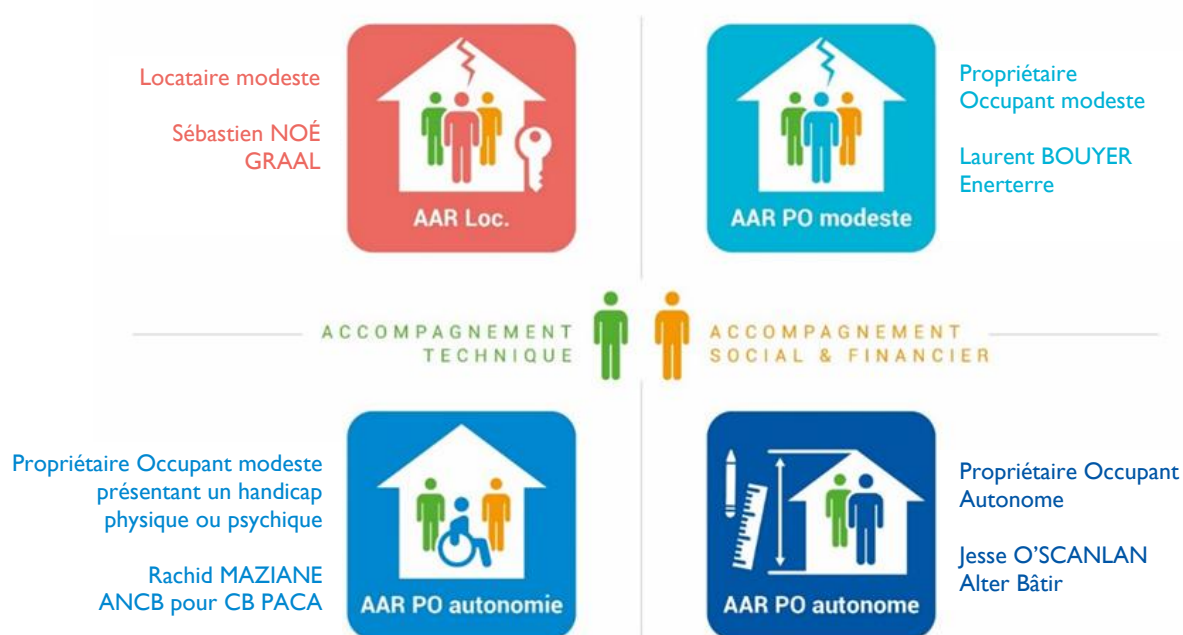 Locataire modeste
Sébastien NOÉ
GRAAL
AAR Loc.
Propriétaire
Occupant modeste
Laurent BOUYER
Enerterre
AAR PO modeste
ACCOMPAGNEMENT
TECHNIQUE
ACCOMPAGNEMENT
SOCIAL & FINANCIER
Propriétaire Occupant modeste
présentant un handicap
physique ou psychique
Rachid MAZIANE
ANCB pour CB PACA
AAR PO autonomie
Propriétaire Occupant
Autonome
Jesse O'SCANLAN
Alter Bâtir
AAR PO autonome